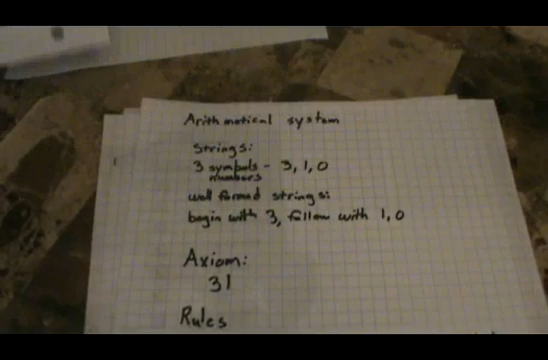 Arithmetical system
Strings:
3 symbols - 3, 1, 0
numbers
well formed strings:
begin with 3, follow with 1, 0
Axiom:
31
Rules